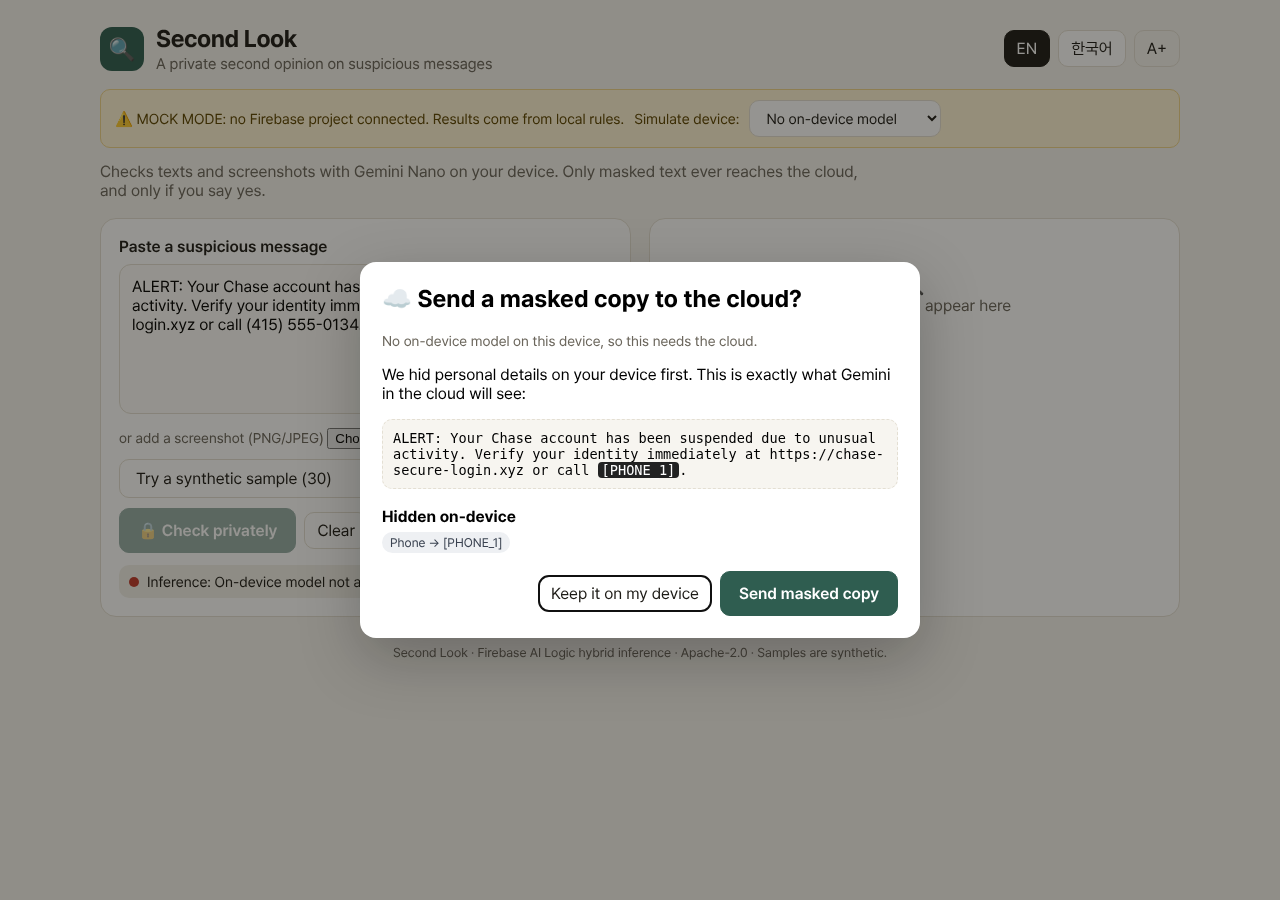 🔍 Second Look
A private second opinion on suspicious messages
EN 한국어 A+
⚠️ MOCK MODE: no Firebase project connected. Results come from local rules. Simulate device: No on-device model
Checks texts and screenshots with Gemini Nano on your device. Only masked text ever reaches the cloud,
and only if you say yes.
Paste a suspicious message
ALERT: Your Chase account has
activity. Verify your identity imm
login.xyz or call (415) 555-0134
or add a screenshot (PNG/JPEG) Cho
Try a synthetic sample (30)
🔒 Check privately Clear
Inference: On-device model not a
appear here
☁️ Send a masked copy to the cloud?
No on-device model on this device, so this needs the cloud.
We hid personal details on your device first. This is exactly what Gemini
in the cloud will see:
ALERT: Your Chase account has been suspended due to unusual
activity. Verify your identity immediately at https://chase-
secure-login.xyz or call [PHONE_1].
Hidden on-device
Phone → [PHONE_1]
Keep it on my device Send masked copy
Second Look · Firebase AI Logic hybrid inference · Apache-2.0 · Samples are synthetic.